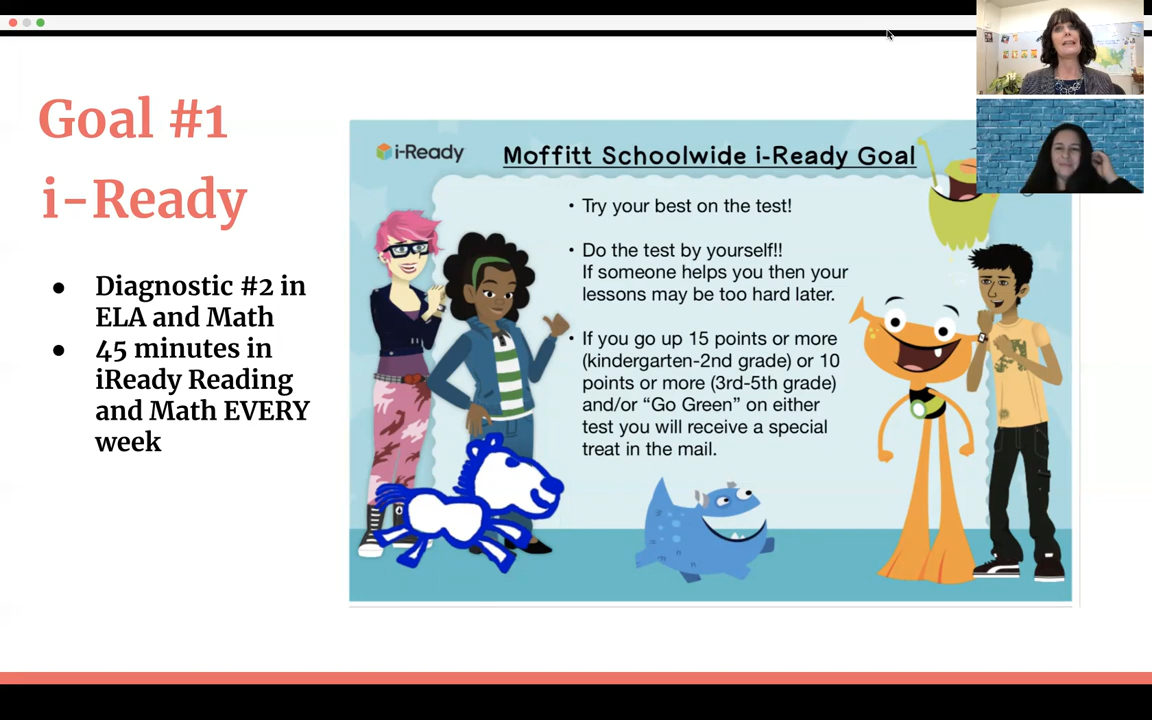 Goal #1
i-Ready
● Diagnostic #2 in
ELA and Math
● 45 minutes in
iReady Reading
and Math EVERY
week
i-Ready
Moffitt Schoolwide i-Ready Goal
• Try your best on the test!
• Do the test by yourself!!
If someone helps you then your
lessons may be too hard later.
• If you go up 15 points or more
(kindergarten-2nd grade) or 10
points or more (3rd-5th grade)
and/or “Go Green” on either
test you will receive a special
treat in the mail.